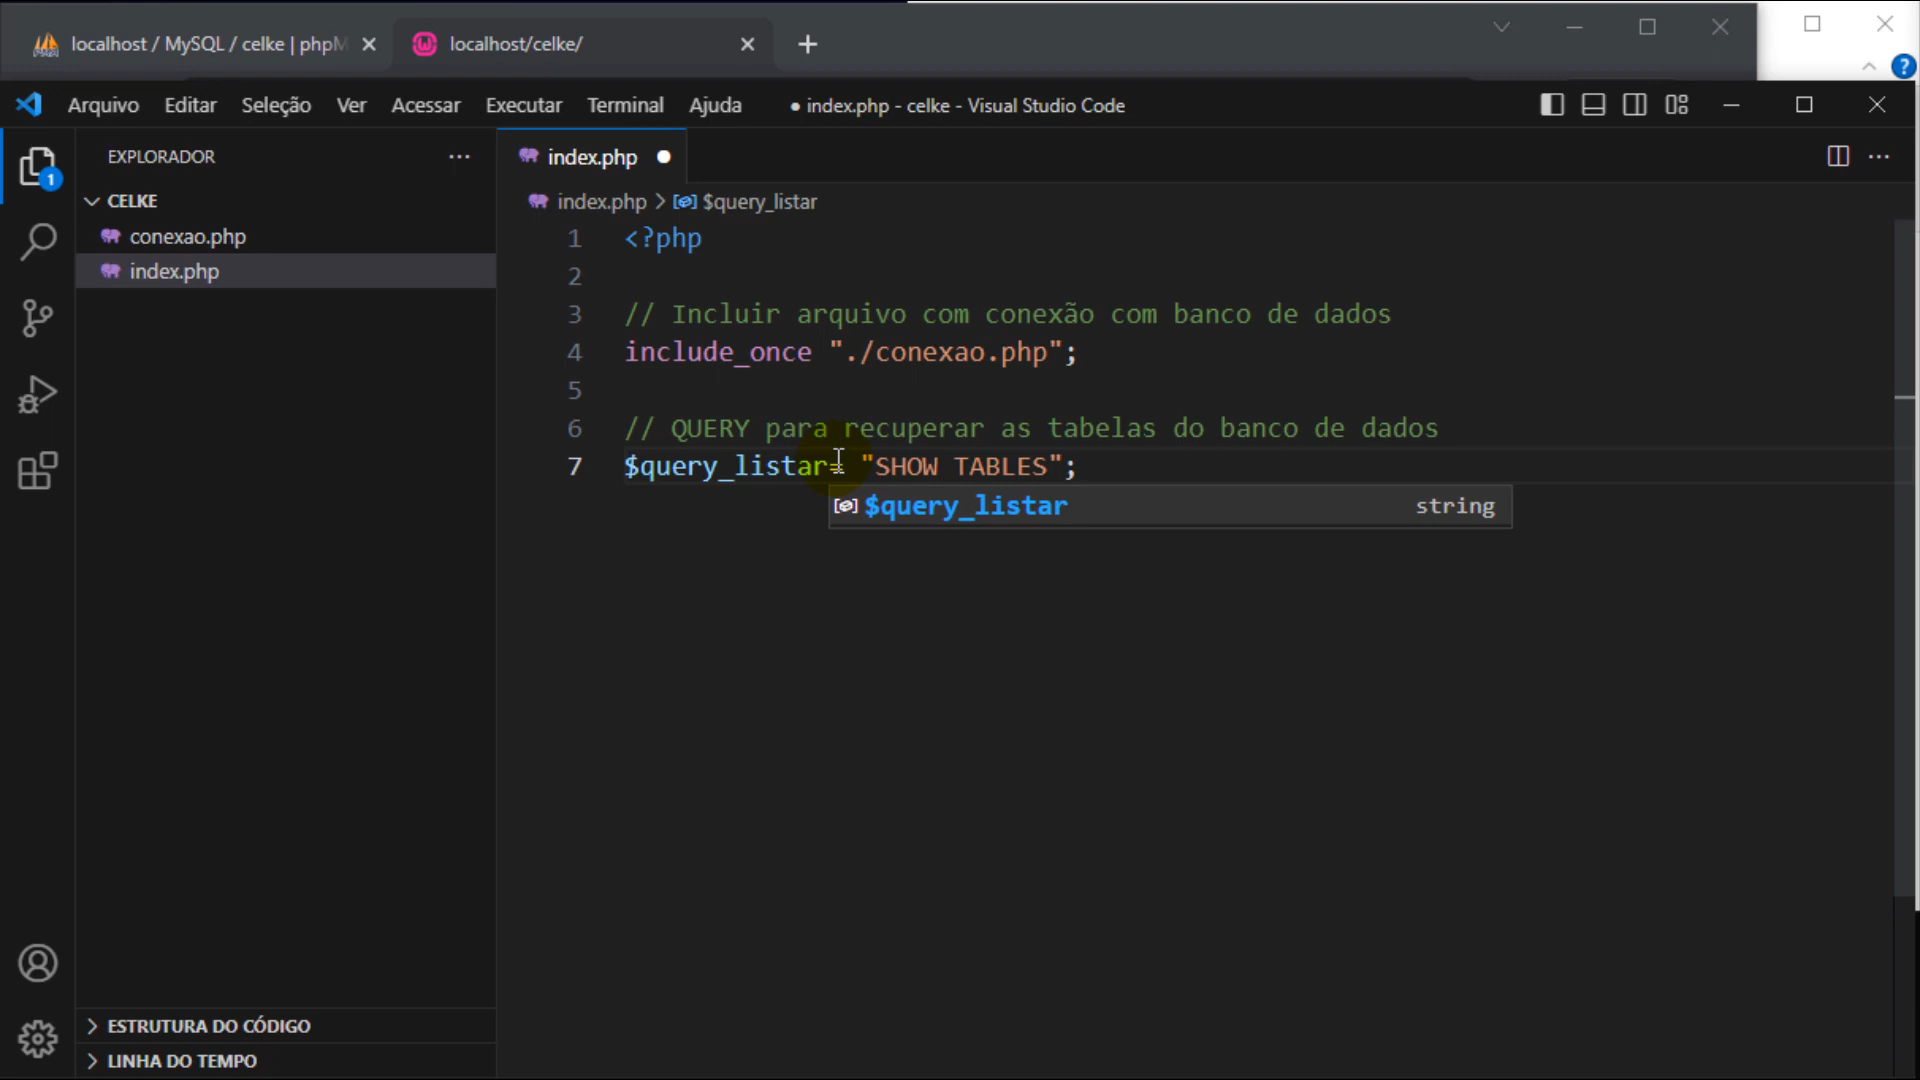 localhost / MySQL / celke | phpM
localhost/celke/
Arquivo Editar Seleção Ver Acessar Executar Terminal Ajuda
● index.php - celke - Visual Studio Code
EXPLORADOR
1
CELKE
conexao.php
index.php
index.php
index.php > $query_listar
1 <?php
2
3 // Incluir arquivo com conexão com banco de dados
4 include_once "./conexao.php";
5
6 // QUERY para recuperar as tabelas do banco de dados
7 $query_listar= "SHOW TABLES";
$query_listar string
ESTRUTURA DO CÓDIGO
LINHA DO TEMPO